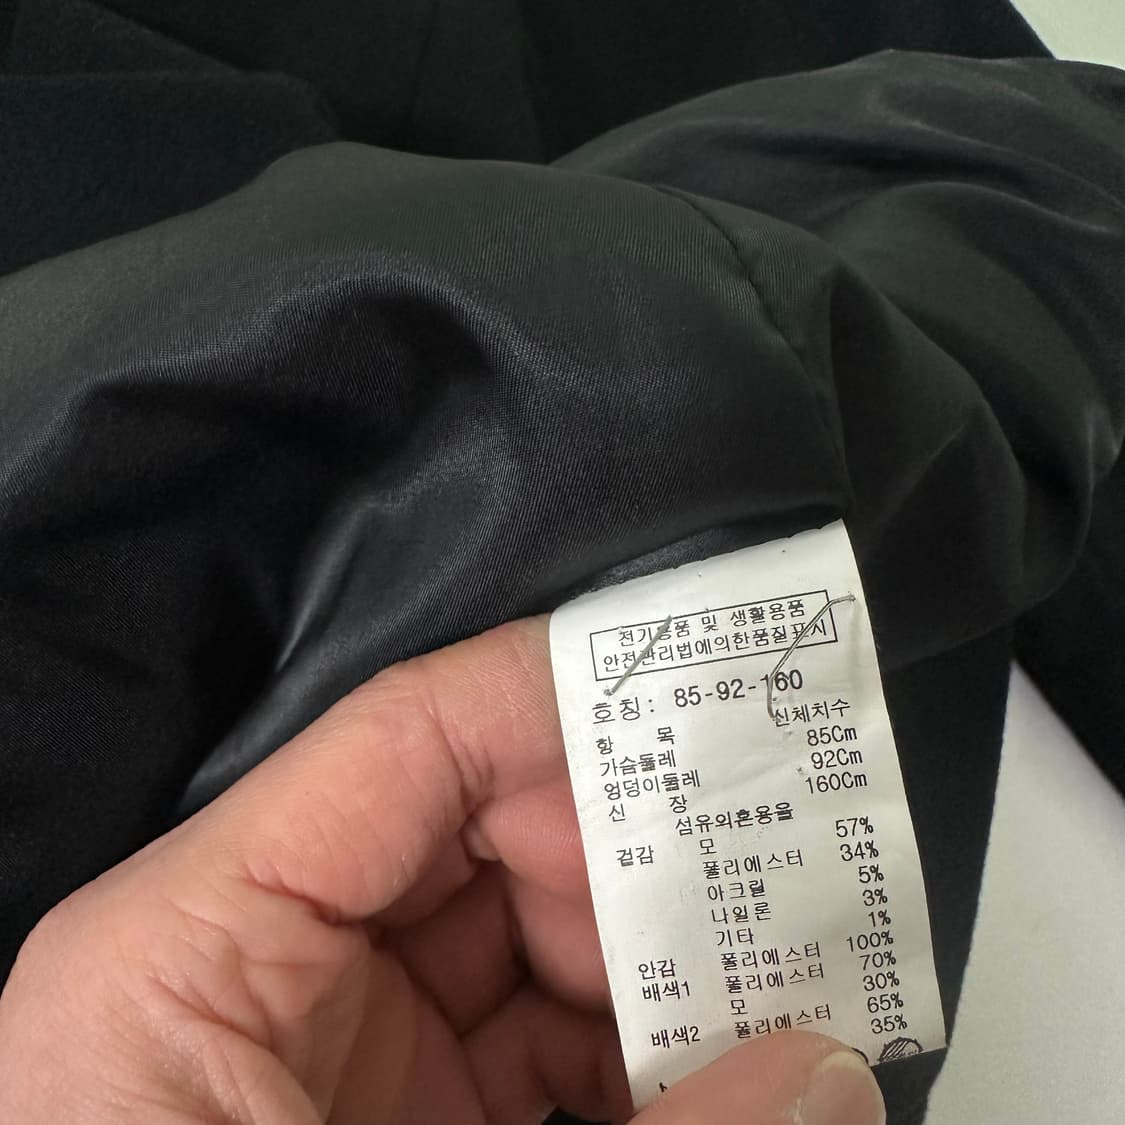 전기용품 및 생활용품
안전관리법에의한품질표시
호칭: 85-92-160
항 목 신체치수
가슴둘레 85Cm
엉덩이둘레 92Cm
신 장 160Cm
섬유의혼용율
겉감 모 57%
폴리에스터 34%
아크릴 5%
나일론 3%
기타 1%
안감 폴리에스터 100%
배색1 폴리에스터 70%
모 30%
배색2 폴리에스터 65%
35%